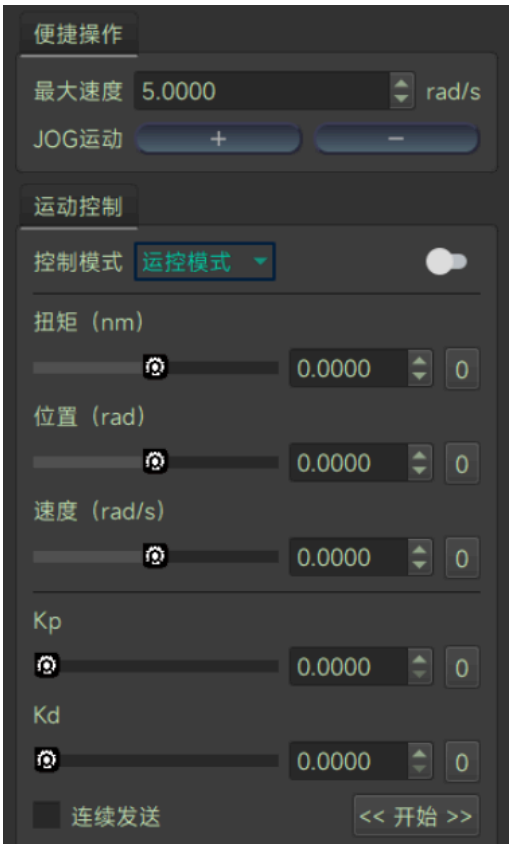 便捷操作
最大速度 5.0000 rad/s
JOG运动 + −
运动控制
控制模式 运控模式
扭矩（nm）
0.0000 0
位置（rad）
0.0000 0
速度（rad/s）
0.0000 0
Kp
0.0000 0
Kd
0.0000 0
连续发送 << 开始 >>